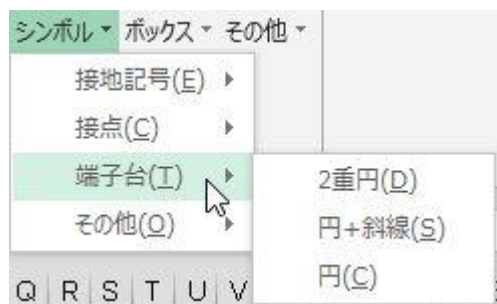 シンボル ボックス その他
接地記号(E)
接点(C)
端子台(T)
2重円(D)
その他(O)
円+斜線(S)
円(C)
Q R S T U V